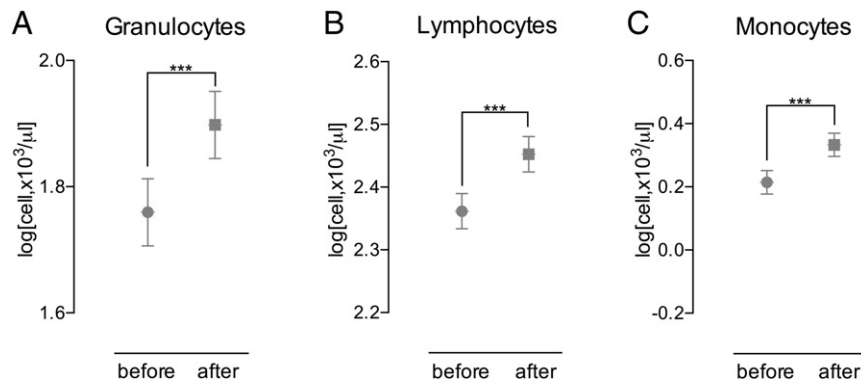 A Granulocytes
log[cell,x10³/µl]
2.0
1.8
1.6
***
before after
B Lymphocytes
log[cell,x10³/µl]
2.6
2.5
2.4
2.3
2.2
***
before after
C Monocytes
log[cell,x10³/µl]
0.6
0.4
0.2
0.0
-0.2
***
before after